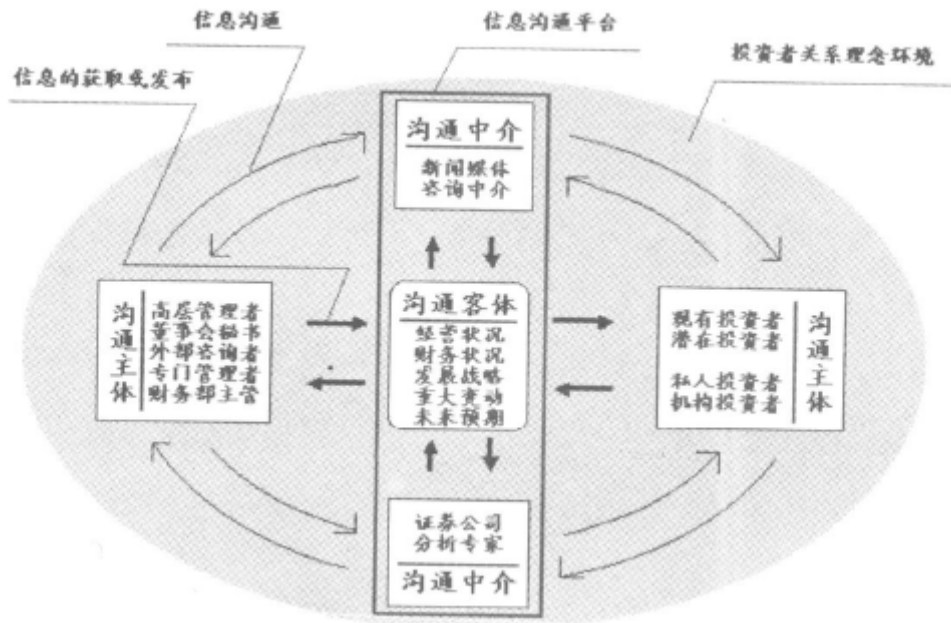 信息沟通
信息沟通平台
投资者关系理念环境
信息的获取或发布
沟通中介
新闻媒体
咨询中介
沟通主体
高层管理者
董事会秘书
外部咨询者
专门管理者
财务部主管
沟通客体
经营状况
财务状况
发展战略
重大变动
未来预期
现有投资者
潜在投资者
私人投资者
机构投资者
沟通主体
证券公司
分析专家
沟通中介